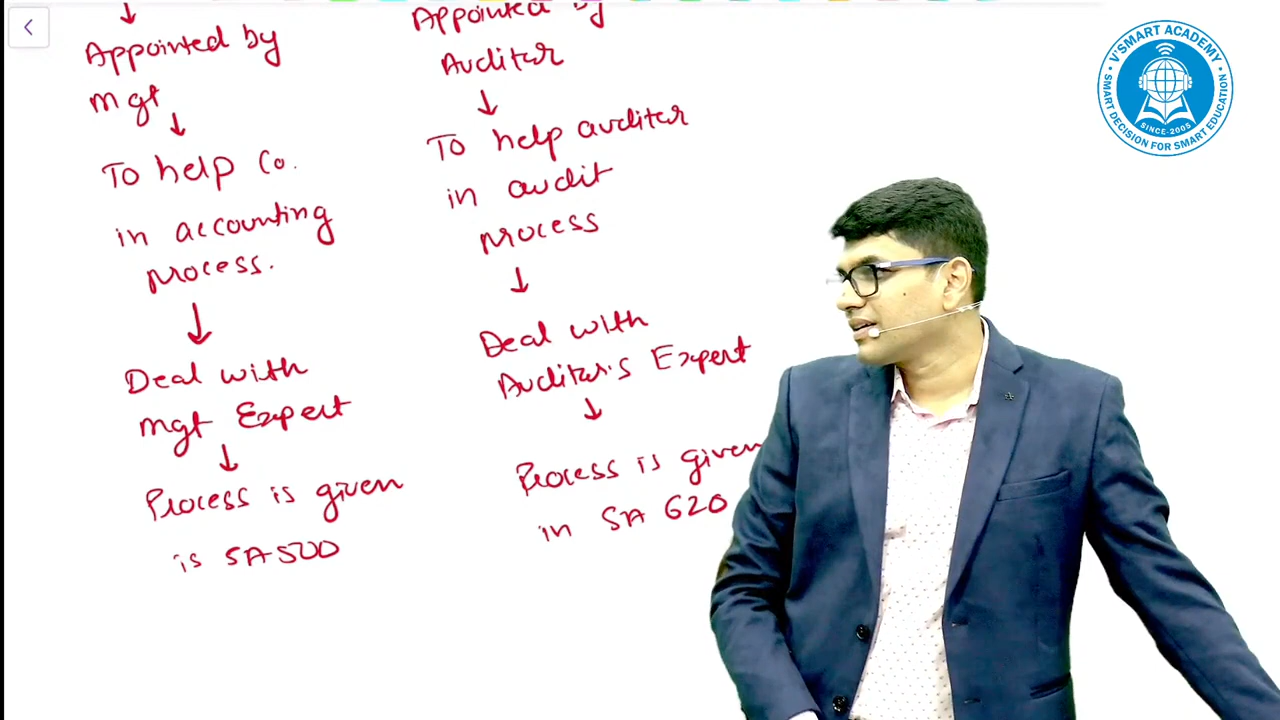 Appointed by
Mgt
To help Co.
in accounting
Process.
Deal with
Mgt Expert
Process is given
is SA500
Appointed by
Auditor
To help auditor
in audit
Process
Deal with
Auditor's Expert
Process is given
in SA 620
V'SMART ACADEMY
SINCE-2005
SMART DECISION FOR SMART EDUCATION